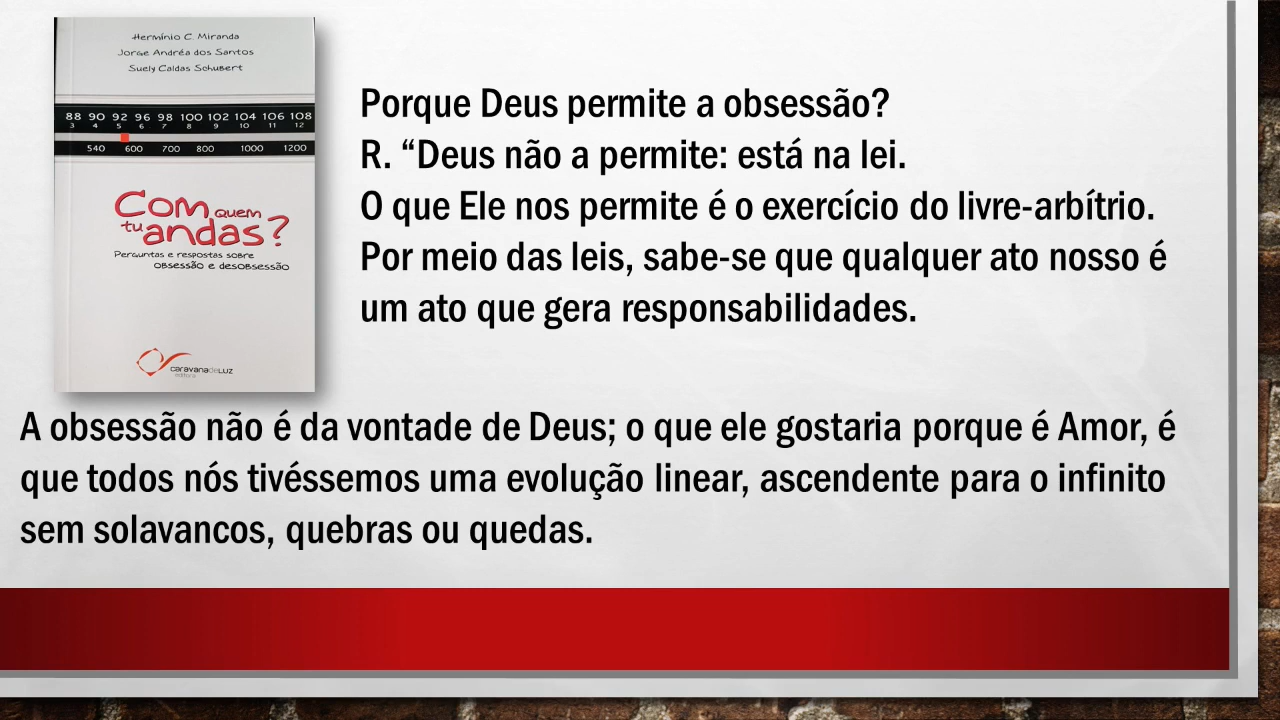 Hermínio C. Miranda
Jorge Andréa dos Santos
Suely Caldas Schubert
88 90 92 96 98 100 102 104 106 108
3 4 5 6 7 8 9 10 11 12
540 600 700 800 1000 1200
Com quem
tu andas?
Perguntas e respostas sobre
obsessão e desobsessão
caravanadeLUZ
editora
Porque Deus permite a obsessão?
R. “Deus não a permite: está na lei.
O que Ele nos permite é o exercício do livre-arbítrio.
Por meio das leis, sabe-se que qualquer ato nosso é
um ato que gera responsabilidades.
A obsessão não é da vontade de Deus; o que ele gostaria porque é Amor, é
que todos nós tivéssemos uma evolução linear, ascendente para o infinito
sem solavancos, quebras ou quedas.